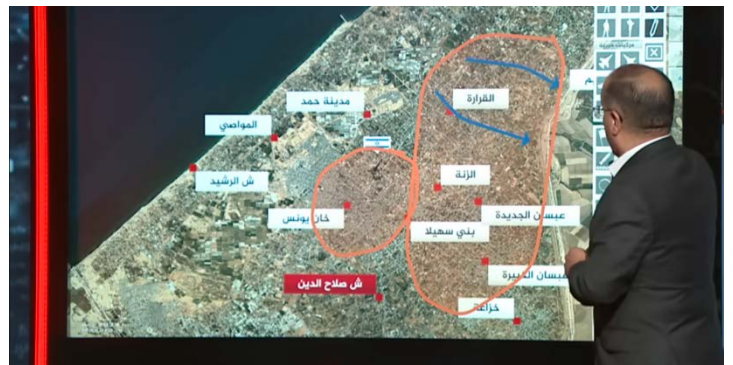 القرارة
مدينة حمد
المواصي
الزنة
ش الرشيد
عبسان الجديدة
خان يونس
بني سهيلا
عبسان الكبيرة
ش صلاح الدين
خزاعة